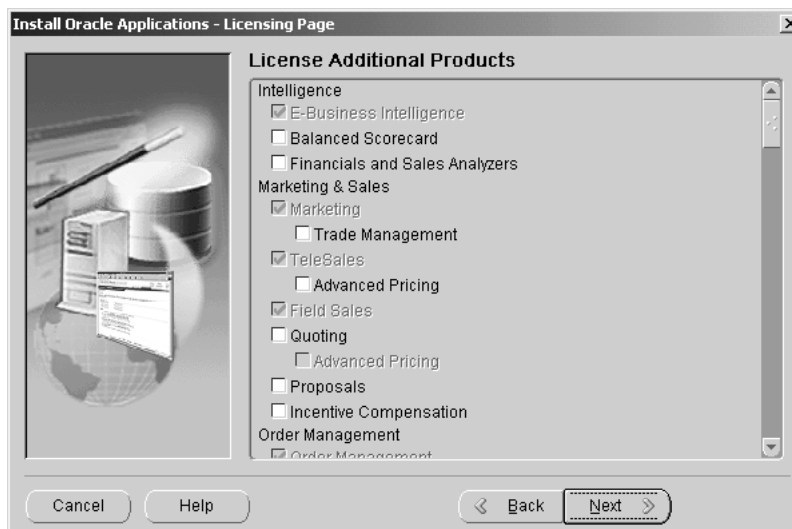 Install Oracle Applications - Licensing Page
License Additional Products
Intelligence
E-Business Intelligence
Balanced Scorecard
Financials and Sales Analyzers
Marketing & Sales
Marketing
Trade Management
TeleSales
Advanced Pricing
Field Sales
Quoting
Advanced Pricing
Proposals
Incentive Compensation
Order Management
Order Management
Cancel
Help
Back
Next